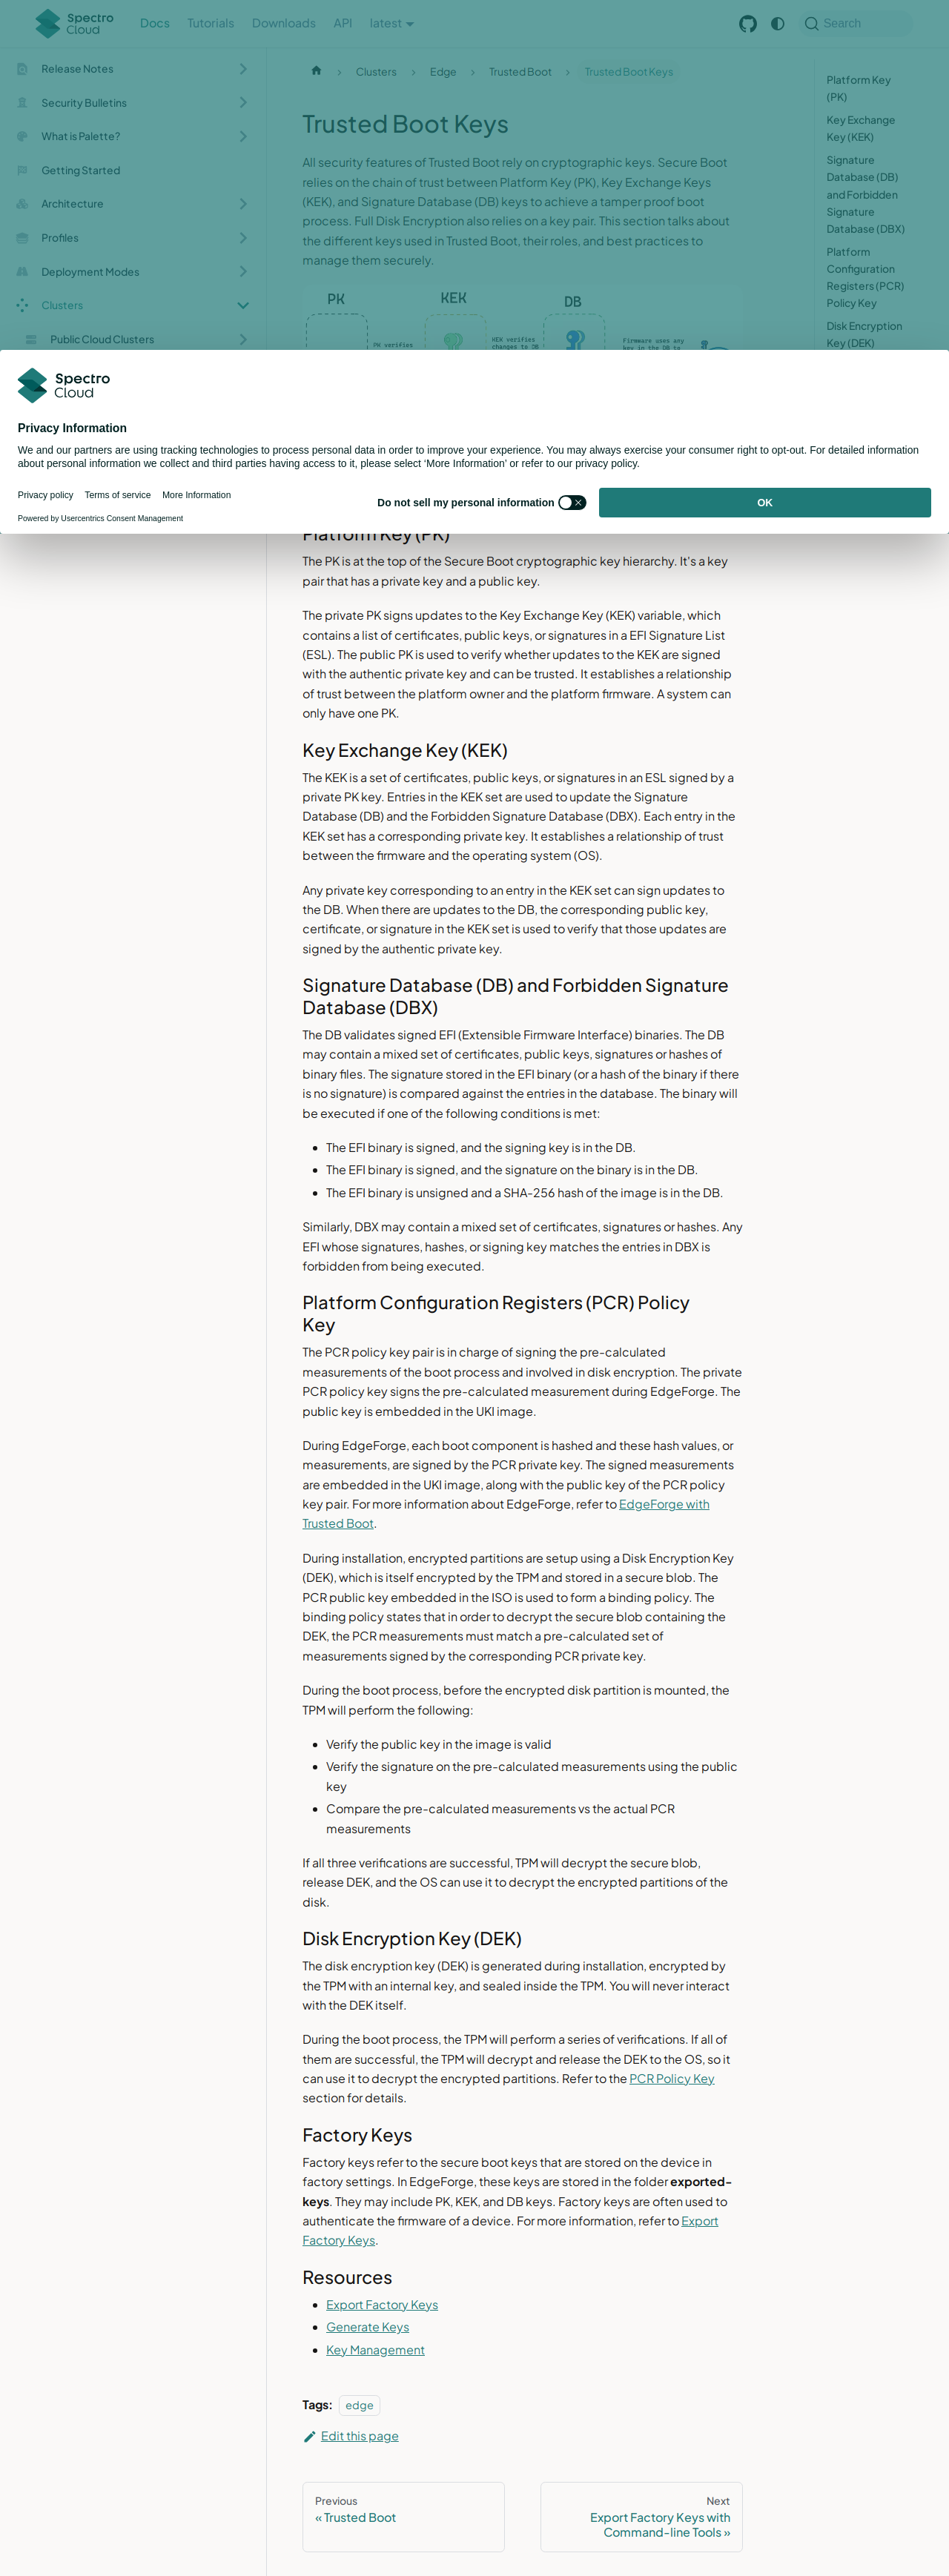 Spectro
Cloud
Docs
Tutorials
Downloads
API
latest
Search
Release Notes
Security Bulletins
What is Palette?
Getting Started
Architecture
Profiles
Deployment Modes
Clusters
Public Cloud Clusters
Clusters
Edge
Trusted Boot
Trusted Boot Keys
Trusted Boot Keys
All security features of Trusted Boot rely on cryptographic keys. Secure Boot
relies on the chain of trust between Platform Key (PK), Key Exchange Keys
(KEK), and Signature Database (DB) keys to achieve a tamper proof boot
process. Full Disk Encryption also relies on a key pair. This section talks about
the different keys used in Trusted Boot, their roles, and best practices to
manage them securely.
PK
KEK
DB
PK verifies
KEK verifies
changes to DB
Firmware uses any
key in the DB to
Platform Key
(PK)
Key Exchange
Key (KEK)
Signature
Database (DB)
and Forbidden
Signature
Database (DBX)
Platform
Configuration
Registers (PCR)
Policy Key
Disk Encryption
Key (DEK)
Spectro
Cloud
Privacy Information
We and our partners are using tracking technologies to process personal data in order to improve your experience. You may always exercise your consumer right to opt-out. For detailed information
about personal information we collect and third parties having access to it, please select ‘More Information’ or refer to our privacy policy.
Privacy policy
Terms of service
More Information
Do not sell my personal information
OK
Powered by Usercentrics Consent Management
Platform Key (PK)
The PK is at the top of the Secure Boot cryptographic key hierarchy. It's a key
pair that has a private key and a public key.
The private PK signs updates to the Key Exchange Key (KEK) variable, which
contains a list of certificates, public keys, or signatures in a EFI Signature List
(ESL). The public PK is used to verify whether updates to the KEK are signed
with the authentic private key and can be trusted. It establishes a relationship
of trust between the platform owner and the platform firmware. A system can
only have one PK.
Key Exchange Key (KEK)
The KEK is a set of certificates, public keys, or signatures in an ESL signed by a
private PK key. Entries in the KEK set are used to update the Signature
Database (DB) and the Forbidden Signature Database (DBX). Each entry in the
KEK set has a corresponding private key. It establishes a relationship of trust
between the firmware and the operating system (OS).
Any private key corresponding to an entry in the KEK set can sign updates to
the DB. When there are updates to the DB, the corresponding public key,
certificate, or signature in the KEK set is used to verify that those updates are
signed by the authentic private key.
Signature Database (DB) and Forbidden Signature
Database (DBX)
The DB validates signed EFI (Extensible Firmware Interface) binaries. The DB
may contain a mixed set of certificates, public keys, signatures or hashes of
binary files. The signature stored in the EFI binary (or a hash of the binary if there
is no signature) is compared against the entries in the database. The binary will
be executed if one of the following conditions is met:
The EFI binary is signed, and the signing key is in the DB.
The EFI binary is signed, and the signature on the binary is in the DB.
The EFI binary is unsigned and a SHA-256 hash of the image is in the DB.
Similarly, DBX may contain a mixed set of certificates, signatures or hashes. Any
EFI whose signatures, hashes, or signing key matches the entries in DBX is
forbidden from being executed.
Platform Configuration Registers (PCR) Policy
Key
The PCR policy key pair is in charge of signing the pre-calculated
measurements of the boot process and involved in disk encryption. The private
PCR policy key signs the pre-calculated measurement during EdgeForge. The
public key is embedded in the UKI image.
During EdgeForge, each boot component is hashed and these hash values, or
measurements, are signed by the PCR private key. The signed measurements
are embedded in the UKI image, along with the public key of the PCR policy
key pair. For more information about EdgeForge, refer to EdgeForge with
Trusted Boot.
During installation, encrypted partitions are setup using a Disk Encryption Key
(DEK), which is itself encrypted by the TPM and stored in a secure blob. The
PCR public key embedded in the ISO is used to form a binding policy. The
binding policy states that in order to decrypt the secure blob containing the
DEK, the PCR measurements must match a pre-calculated set of
measurements signed by the corresponding PCR private key.
During the boot process, before the encrypted disk partition is mounted, the
TPM will perform the following:
Verify the public key in the image is valid
Verify the signature on the pre-calculated measurements using the public
key
Compare the pre-calculated measurements vs the actual PCR
measurements
If all three verifications are successful, TPM will decrypt the secure blob,
release DEK, and the OS can use it to decrypt the encrypted partitions of the
disk.
Disk Encryption Key (DEK)
The disk encryption key (DEK) is generated during installation, encrypted by
the TPM with an internal key, and sealed inside the TPM. You will never interact
with the DEK itself.
During the boot process, the TPM will perform a series of verifications. If all of
them are successful, the TPM will decrypt and release the DEK to the OS, so it
can use it to decrypt the encrypted partitions. Refer to the PCR Policy Key
section for details.
Factory Keys
Factory keys refer to the secure boot keys that are stored on the device in
factory settings. In EdgeForge, these keys are stored in the folder exported-
keys. They may include PK, KEK, and DB keys. Factory keys are often used to
authenticate the firmware of a device. For more information, refer to Export
Factory Keys.
Resources
Export Factory Keys
Generate Keys
Key Management
Tags: edge
Edit this page
Previous
« Trusted Boot
Next
Export Factory Keys with
Command-line Tools »